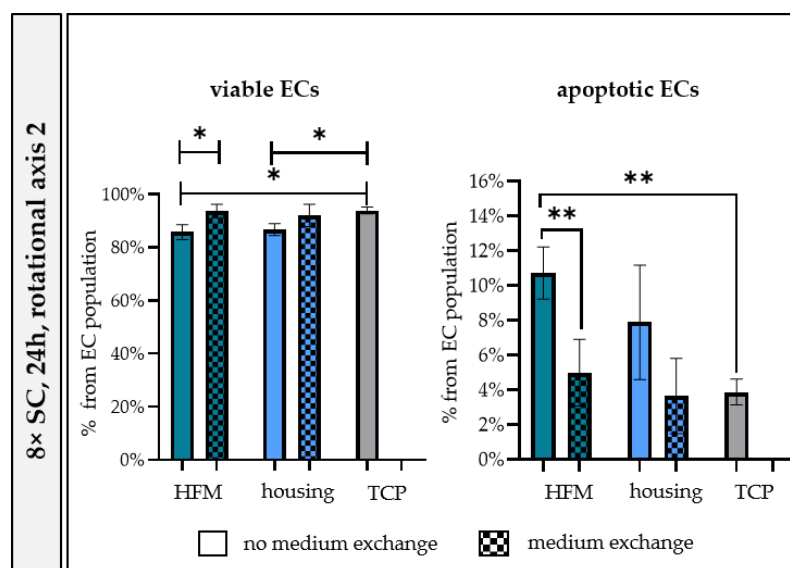 8× SC, 24h, rotational axis 2
viable ECs
* *
*
% from EC population
100%
80%
60%
40%
20%
0%
HFM housing TCP
apoptotic ECs
**
**
% from EC population
16%
14%
12%
10%
8%
6%
4%
2%
0%
HFM housing TCP
no medium exchange medium exchange